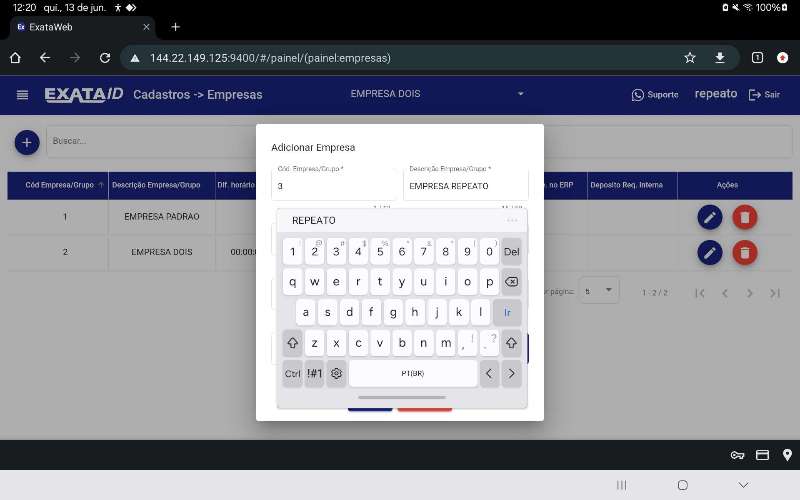 12:20 qui., 13 de jun. 100%
Ex ExataWeb
144.22.149.125:9400/#/painel/(painel:empresas) 1
EXATAID Cadastros -> Empresas EMPRESA DOIS Suporte repeato Sair
+ Buscar...
Cód Empresa/Grupo Descrição Empresa/Grupo Dif. horário no ERP Deposito Req. Interna Ações
1 EMPRESA PADRAO
2 EMPRESA DOIS 00:00:
página: 5 1 - 2 / 2
Adicionar Empresa
Cód. Empresa/Grupo * Descrição Empresa/Grupo *
3 EMPRESA REPEATO
REPEATO ...
1 2 3 4 5 6 7 8 9 0 Del
q w e r t y u i o p
a s d f g h j k l Ir
z x c v b n m , ! . ?
Ctrl !#1 PT(BR) < >